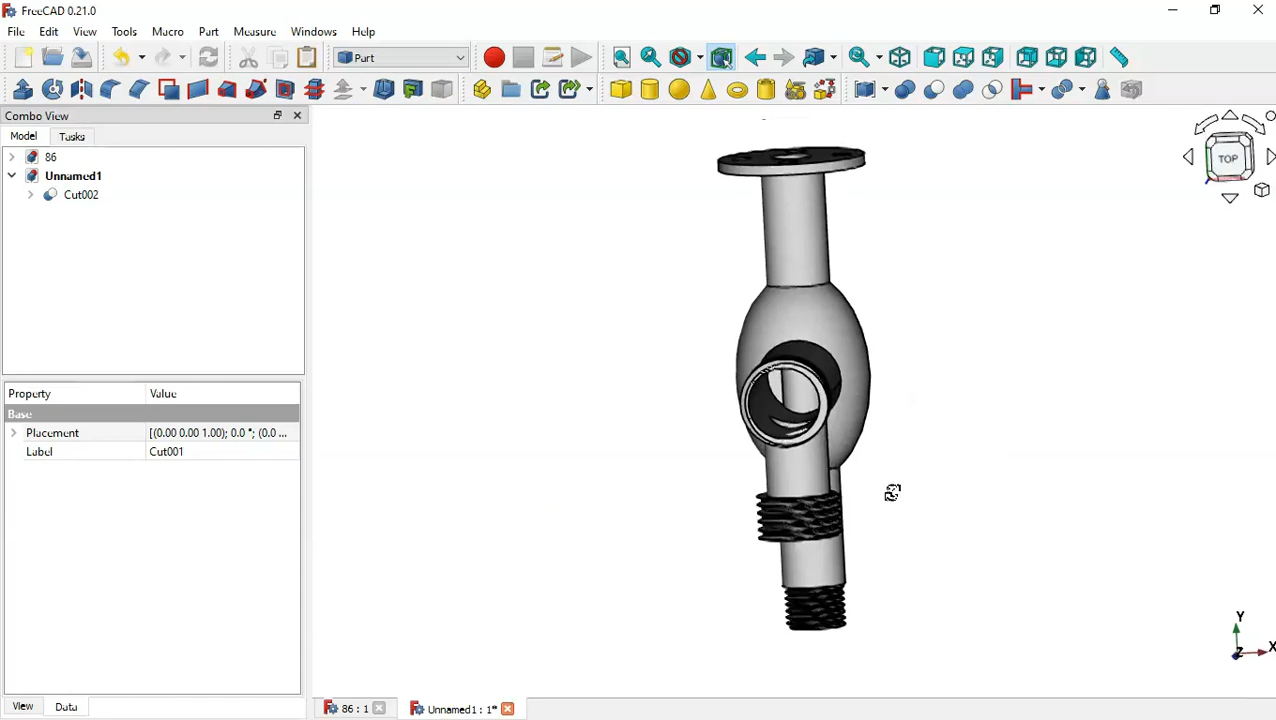 FreeCAD 0.21.0
File Edit View Tools Macro Part Measure Windows Help
Part
Combo View
Model Tasks
86
Unnamed1
Cut002
TOP
Property Value
Base
Placement [(0.00 0.00 1.00); 0.0 °; (0.0 ...
Label Cut001
Y
Z X
View Data
86 : 1 Unnamed1 : 1*